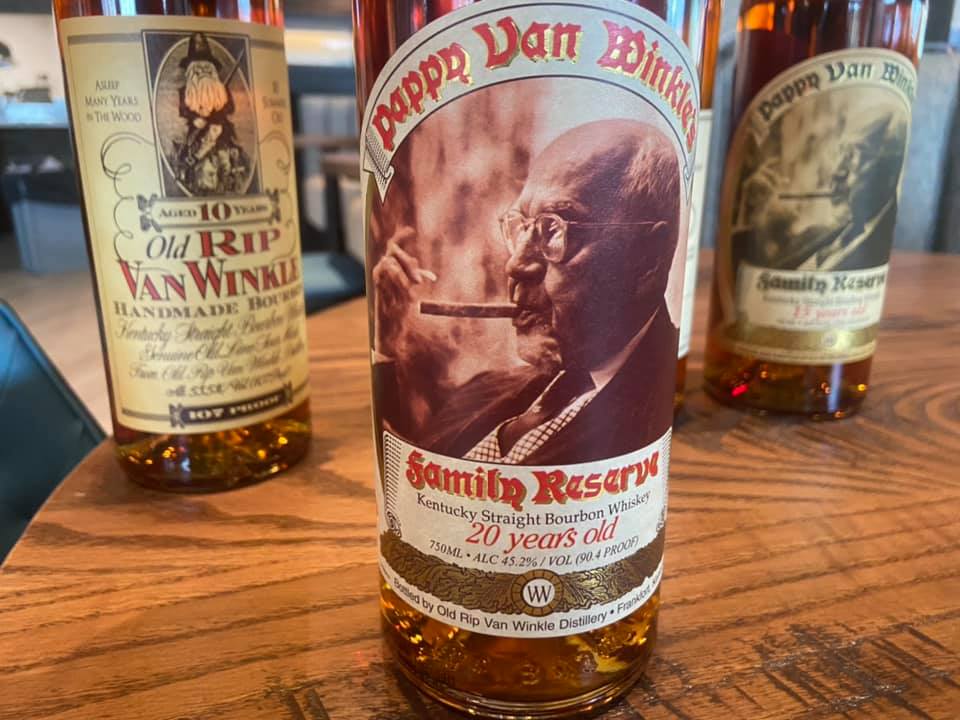 ASLEEP
MANY YEARS
IN THE WOOD
AGED 10 YEARS
Old RIP
VAN WINKLE
HANDMADE BOURBON
Kentucky Straight Bourbon
107 PROOF
Pappy Van Winkle's
Family Reserve
Kentucky Straight Bourbon Whiskey
20 years old
750ML • ALC 45.2% / VOL (90.4 PROOF)
VW
Bottled by Old Rip Van Winkle Distillery • Frankfort,
Pappy Van Winkle
Family Reserve
Kentucky Straight Bourbon Whiskey
15 years old